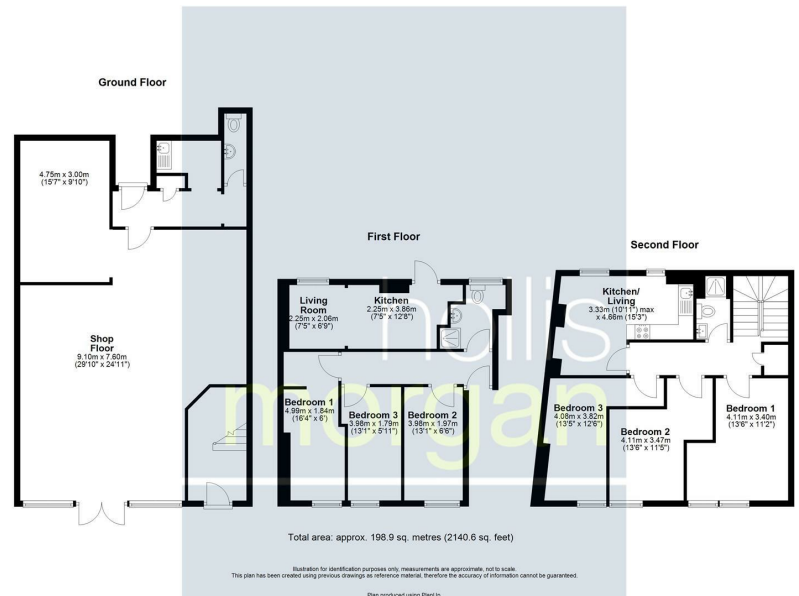 Ground Floor
4.75m x 3.00m
(15'7" x 9'10")
Shop
Floor
9.10m x 7.60m
(29'10" x 24'11")
First Floor
Living
Room
2.25m x 2.06m
(7'5" x 6'9")
Kitchen
2.25m x 3.86m
(7'5" x 12'8")
Bedroom 1
4.99m x 1.84m
(16'4" x 6')
Bedroom 3
3.98m x 1.79m
(13'1" x 5'11")
Bedroom 2
3.98m x 1.97m
(13'1" x 6'6")
Second Floor
Kitchen/
Living
3.33m (10'11") max
x 4.66m (15'3")
Bedroom 3
4.08m x 3.82m
(13'5" x 12'6")
Bedroom 2
4.11m x 3.47m
(13'6" x 11'5")
Bedroom 1
4.11m x 3.40m
(13'6" x 11'2")
hollis
morgan
Total area: approx. 198.9 sq. metres (2140.6 sq. feet)
Illustration for identification purposes only, measurements are approximate, not to scale.
This plan has been created using previous drawings as reference material, therefore the accuracy of information cannot be guaranteed.
Plan produced using PlanUp.